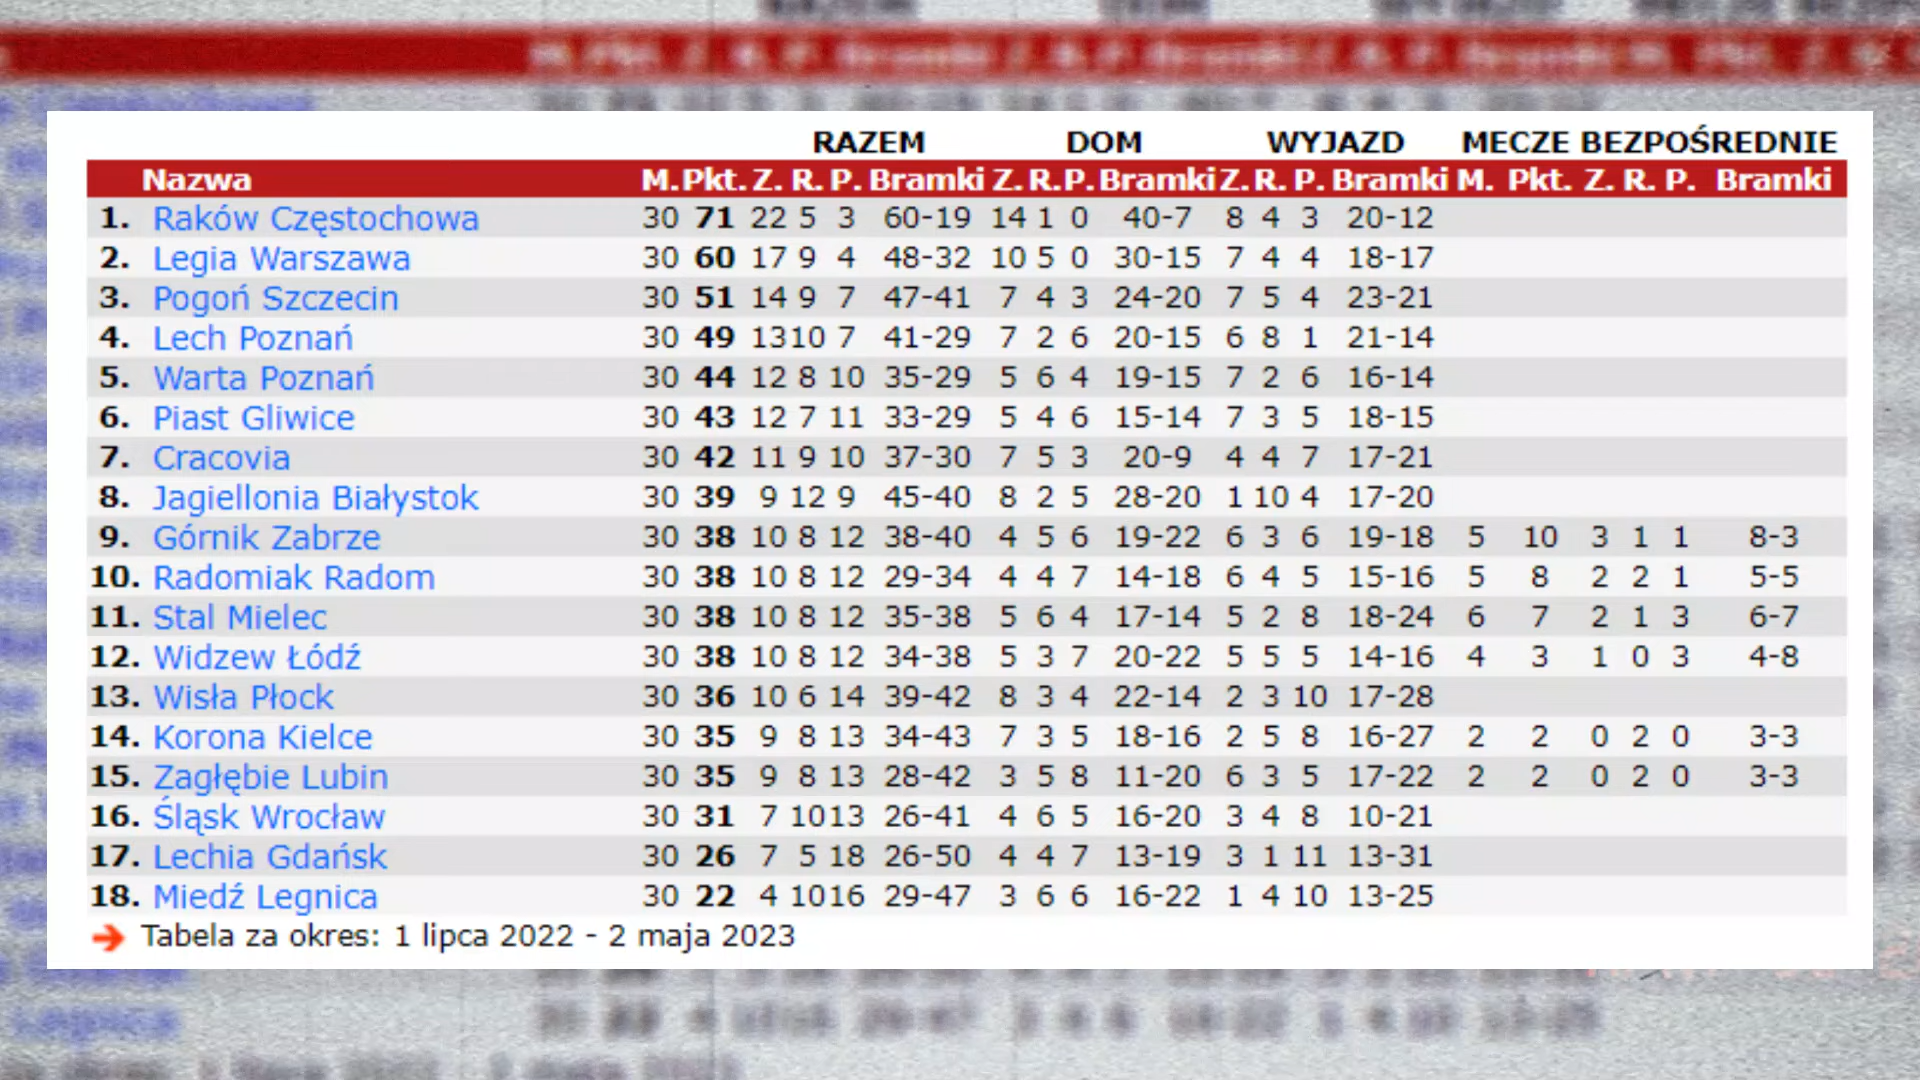 RAZEM DOM WYJAZD MECZE BEZPOŚREDNIE
Nazwa M. Pkt. Z. R. P. Bramki Z. R. P. Bramki Z. R. P. Bramki M. Pkt. Z. R. P. Bramki
1. Raków Częstochowa 30 71 22 5 3 60-19 14 1 0 40-7 8 4 3 20-12
2. Legia Warszawa 30 60 17 9 4 48-32 10 5 0 30-15 7 4 4 18-17
3. Pogoń Szczecin 30 51 14 9 7 47-41 7 4 3 24-20 7 5 4 23-21
4. Lech Poznań 30 49 13 10 7 41-29 7 2 6 20-15 6 8 1 21-14
5. Warta Poznań 30 44 12 8 10 35-29 5 6 4 19-15 7 2 6 16-14
6. Piast Gliwice 30 43 12 7 11 33-29 5 4 6 15-14 7 3 5 18-15
7. Cracovia 30 42 11 9 10 37-30 7 5 3 20-9 4 4 7 17-21
8. Jagiellonia Białystok 30 39 9 12 9 45-40 8 2 5 28-20 1 10 4 17-20
9. Górnik Zabrze 30 38 10 8 12 38-40 4 5 6 19-22 6 3 6 19-18 5 10 3 1 1 8-3
10. Radomiak Radom 30 38 10 8 12 29-34 4 4 7 14-18 6 4 5 15-16 5 8 2 2 1 5-5
11. Stal Mielec 30 38 10 8 12 35-38 5 6 4 17-14 5 2 8 18-24 6 7 2 1 3 6-7
12. Widzew Łódź 30 38 10 8 12 34-38 5 3 7 20-22 5 5 5 14-16 4 3 1 0 3 4-8
13. Wisła Płock 30 36 10 6 14 39-42 8 3 4 22-14 2 3 10 17-28
14. Korona Kielce 30 35 9 8 13 34-43 7 3 5 18-16 2 5 8 16-27 2 2 0 2 0 3-3
15. Zagłębie Lubin 30 35 9 8 13 28-42 3 5 8 11-20 6 3 5 17-22 2 2 0 2 0 3-3
16. Śląsk Wrocław 30 31 7 10 13 26-41 4 6 5 16-20 3 4 8 10-21
17. Lechia Gdańsk 30 26 7 5 18 26-50 4 4 7 13-19 3 1 11 13-31
18. Miedź Legnica 30 22 4 10 16 29-47 3 6 6 16-22 1 4 10 13-25
Tabela za okres: 1 lipca 2022 - 2 maja 2023